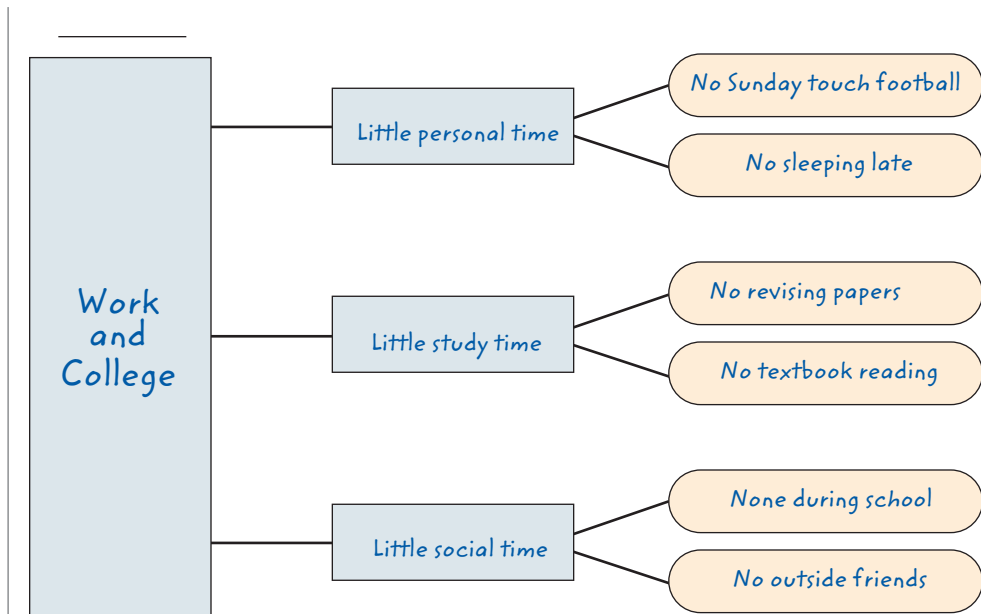 No Sunday touch football
Little personal time
No sleeping late
Work
and
College
No revising papers
Little study time
No textbook reading
None during school
Little social time
No outside friends